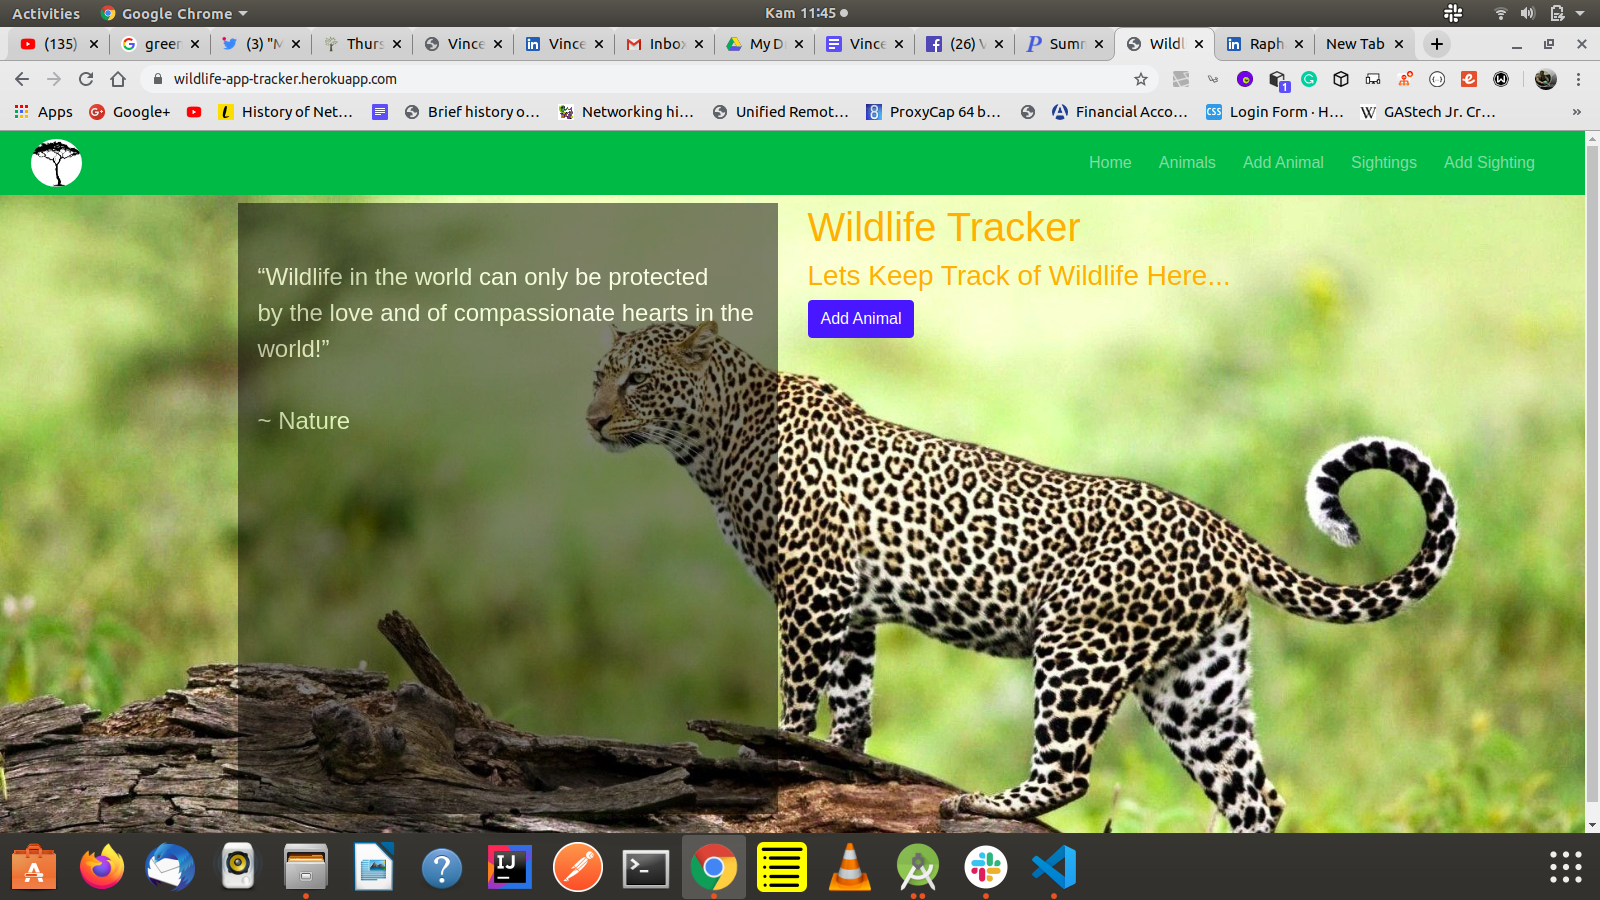 Activities Google Chrome Kam 11:45
(135) green (3) "M Thurs Vince Vince Inbox My D Vince (26) V Sum Wildl Raph New Tab
wildlife-app-tracker.herokuapp.com
1
Apps Google+ History of Net... Brief history o... Networking hi... Unified Remot... ProxyCap 64 b... Financial Acco... Login Form · H... GAStech Jr. Cr... »
Home Animals Add Animal Sightings Add Sighting
Wildlife Tracker
Lets Keep Track of Wildlife Here...
Add Animal
“Wildlife in the world can only be protected
by the love and of compassionate hearts in the
world!”
~ Nature